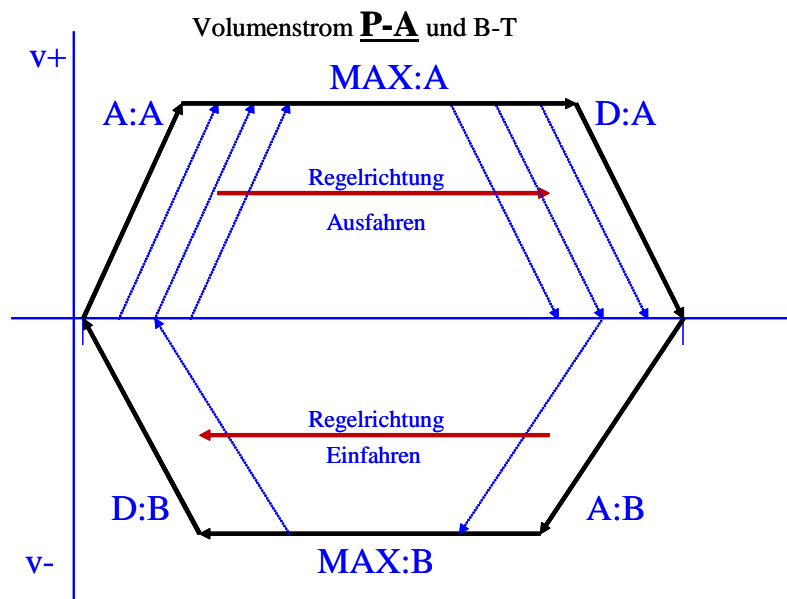 Volumenstrom P-A und B-T
v+
MAX:A
A:A
D:A
Regelrichtung
Ausfahren
Regelrichtung
Einfahren
D:B
A:B
v-
MAX:B